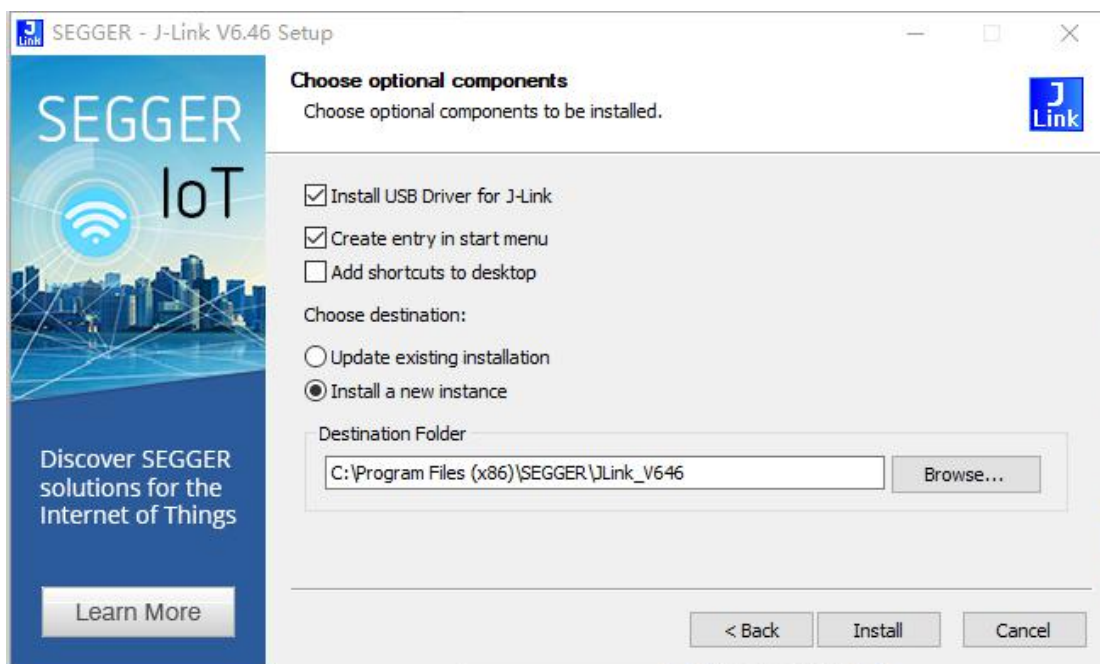 J Link SEGGER - J-Link V6.46 Setup
SEGGER
IoT
Discover SEGGER
solutions for the
Internet of Things
Learn More
Choose optional components
Choose optional components to be installed.
J
Link
Install USB Driver for J-Link
Create entry in start menu
Add shortcuts to desktop
Choose destination:
Update existing installation
Install a new instance
Destination Folder
C:\Program Files (x86)\SEGGER\JLink_V646
Browse...
< Back
Install
Cancel